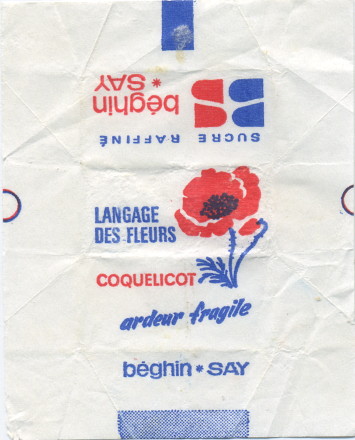 béghin
* SAY
SUCRE RAFFINÉ
LANGAGE
DES FLEURS
COQUELICOT
ardeur fragile
béghin * SAY